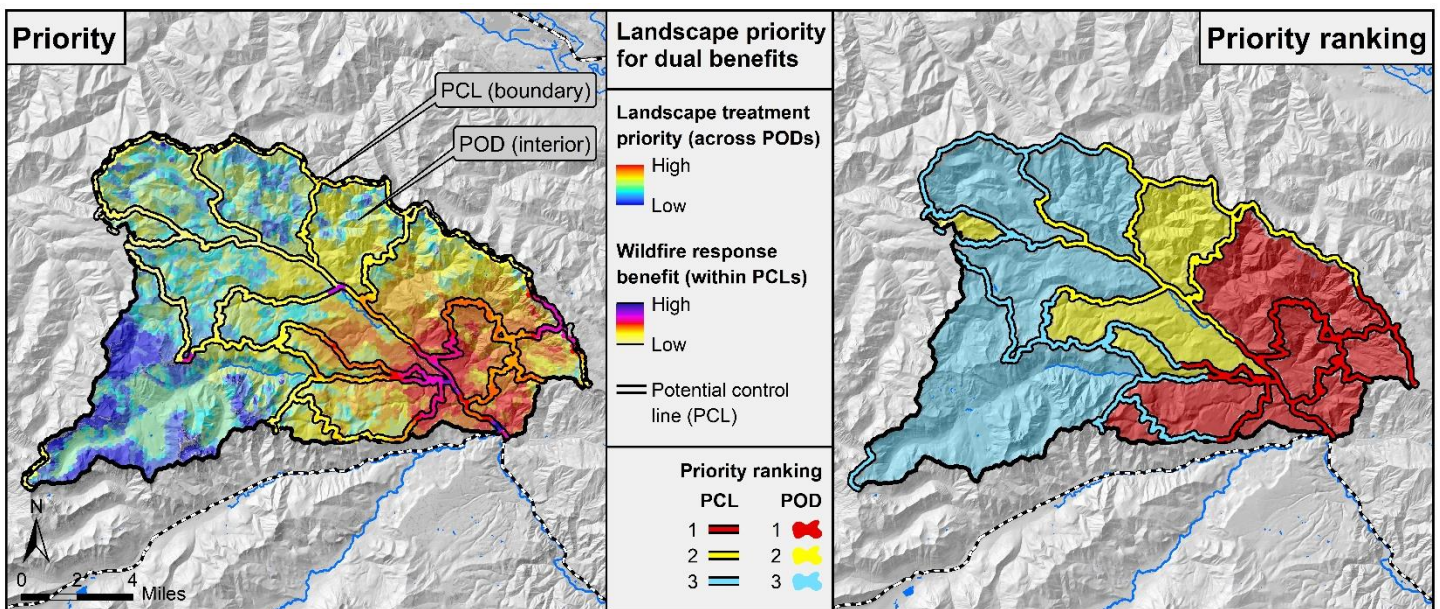 Priority
PCL (boundary)
POD (interior)
N
0 2 4
Miles
Landscape priority
for dual benefits
Landscape treatment
priority (across PODs)
High
Low
Wildfire response
benefit (within PCLs)
High
Low
Potential control
line (PCL)
Priority ranking
PCL POD
1 1
2 2
3 3
Priority ranking